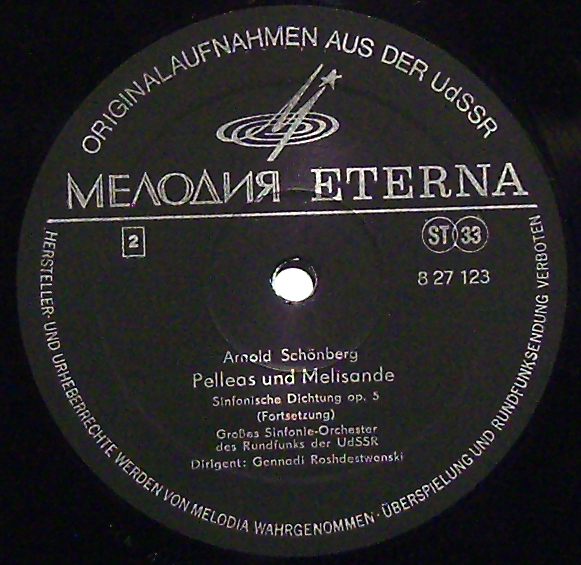 ORIGINALAUFNAHMEN AUS DER UdSSR
МЕЛОДИЯ ETERNA
2
ST 33
8 27 123
Arnold Schönberg
Pelleas und Melisande
Sinfonische Dichtung op. 5
(Fortsetzung)
Großes Sinfonie-Orchester
des Rundfunks der UdSSR
Dirigent: Gennadi Roshdestwenski
HERSTELLER- UND URHEBERRECHTE WERDEN VON MELODIA WAHRGENOMMEN · ÜBERSPIELUNG UND RUNDFUNKSENDUNG VERBOTEN